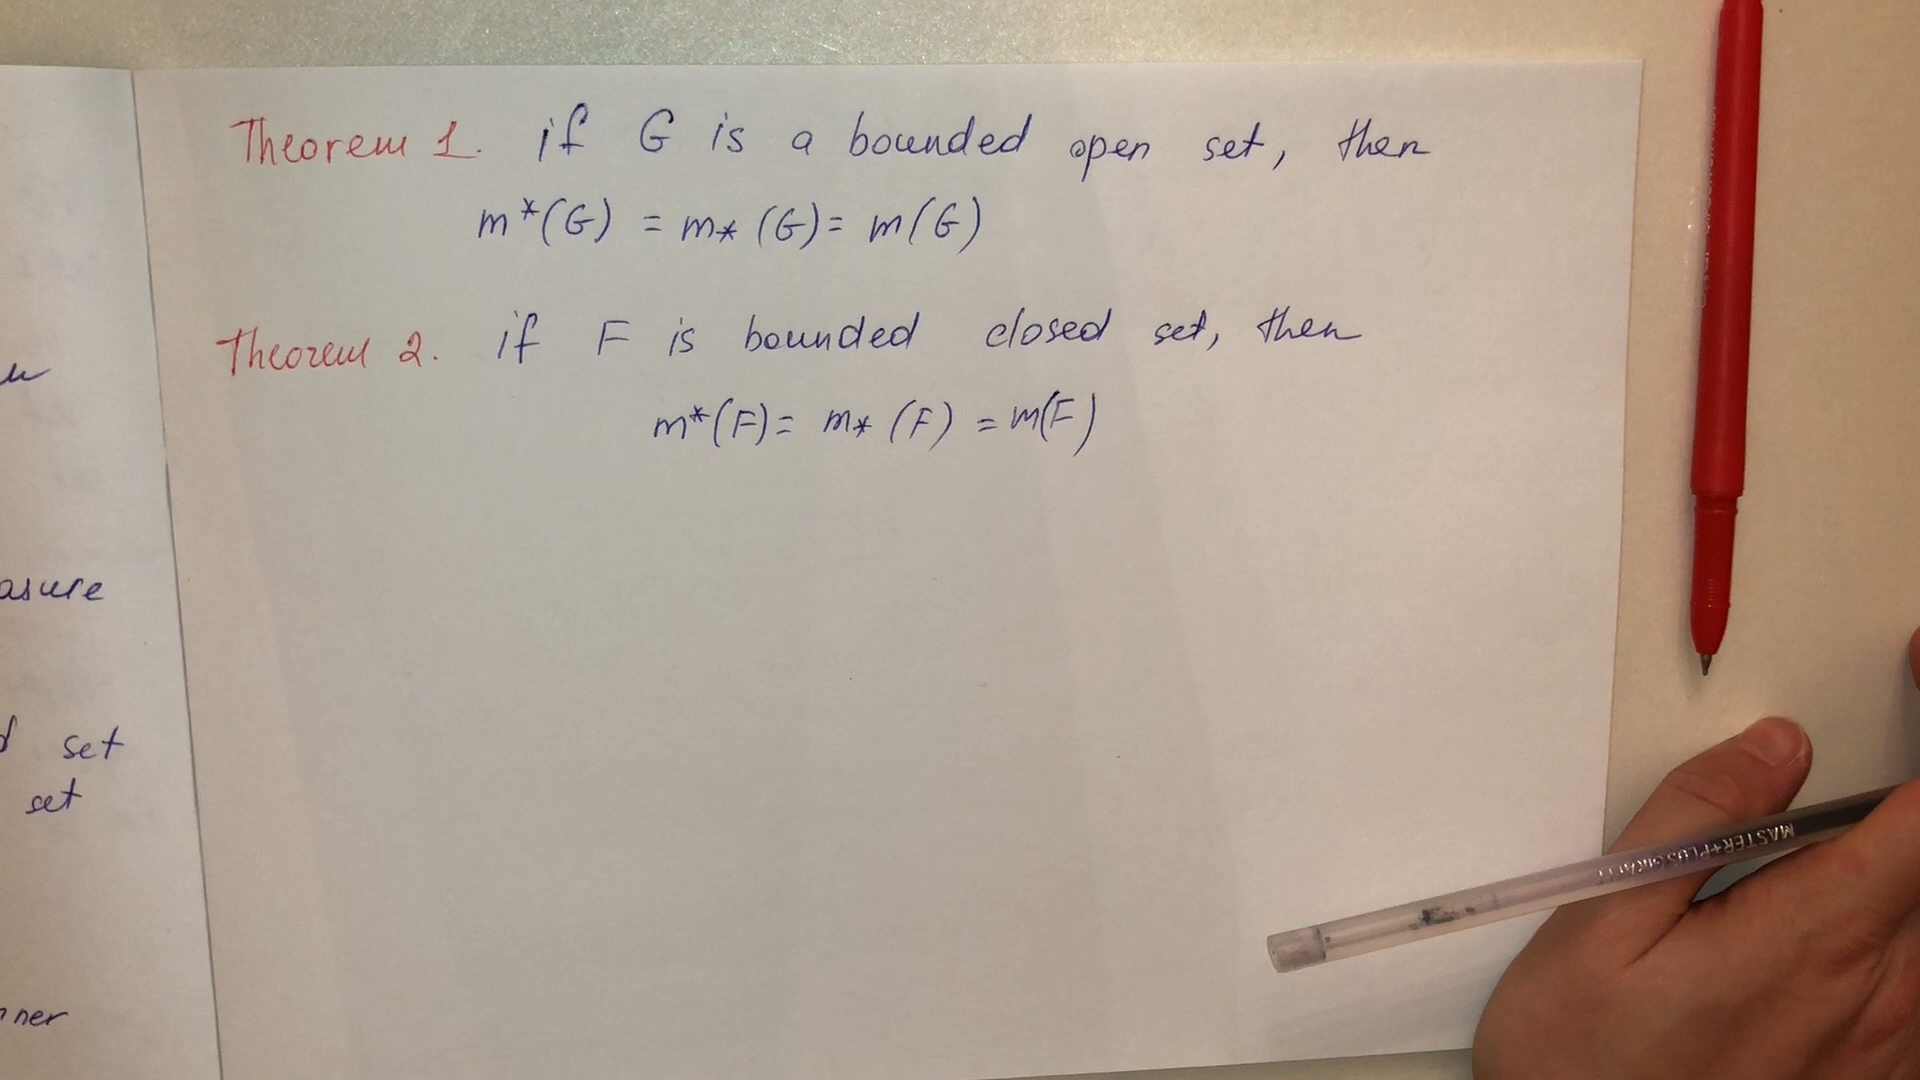 Theorem 1. if G is a bounded open set, then
m*(G) = m* (G) = m(G)
Theorem 2. if F is bounded closed set, then
m*(F) = m* (F) = m(F)
asure
set
set
MASTER+PLUS